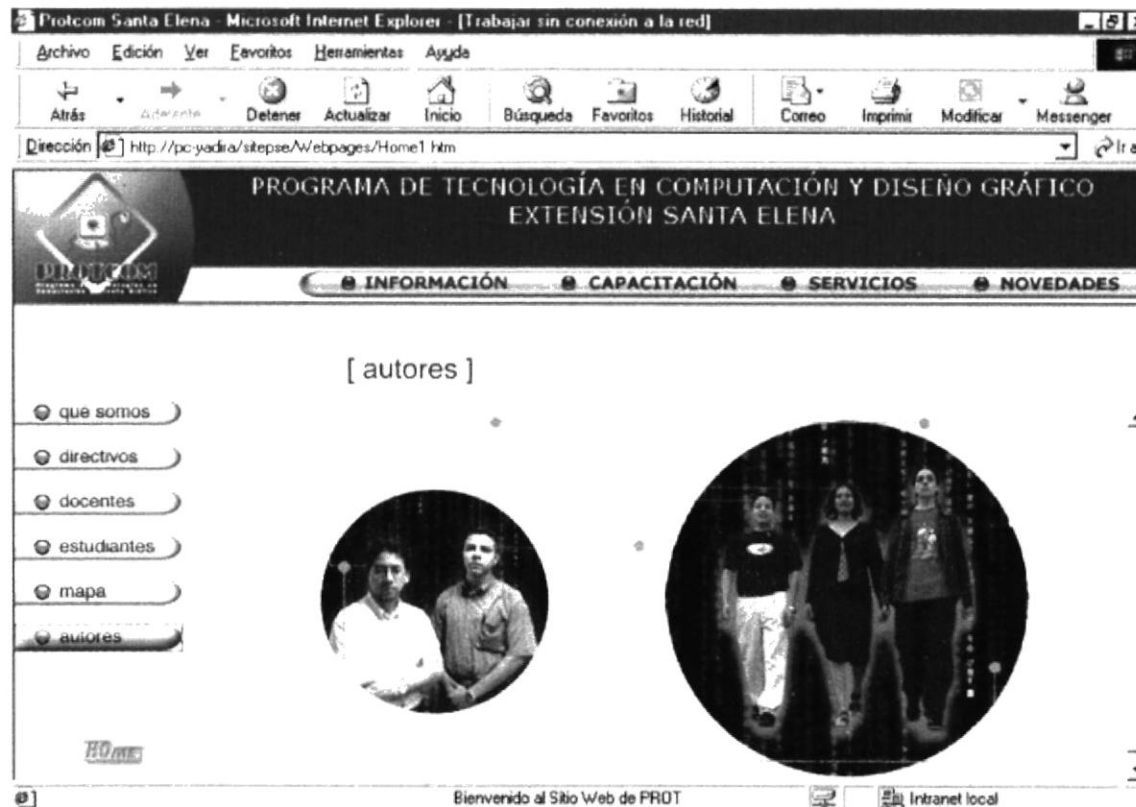 Protcom Santa Elena - Microsoft Internet Explorer - [Trabajar sin conexión a la red]
Archivo Edición Ver Favoritos Herramientas Ayuda
Atrás Adelante Detener Actualizar Inicio Búsqueda Favoritos Historial Correo Imprimir Modificar Messenger
Dirección http://pc-yadira/sitepse/Webpages/Home1.htm Ir a
PROGRAMA DE TECNOLOGÍA EN COMPUTACIÓN Y DISEÑO GRÁFICO
EXTENSIÓN SANTA ELENA
PROTCOM
INFORMACIÓN CAPACITACIÓN SERVICIOS NOVEDADES
[ autores ]
qué somos
directivos
docentes
estudiantes
mapa
autores
HOME
Bienvenido al Sitio Web de PROT Intranet local